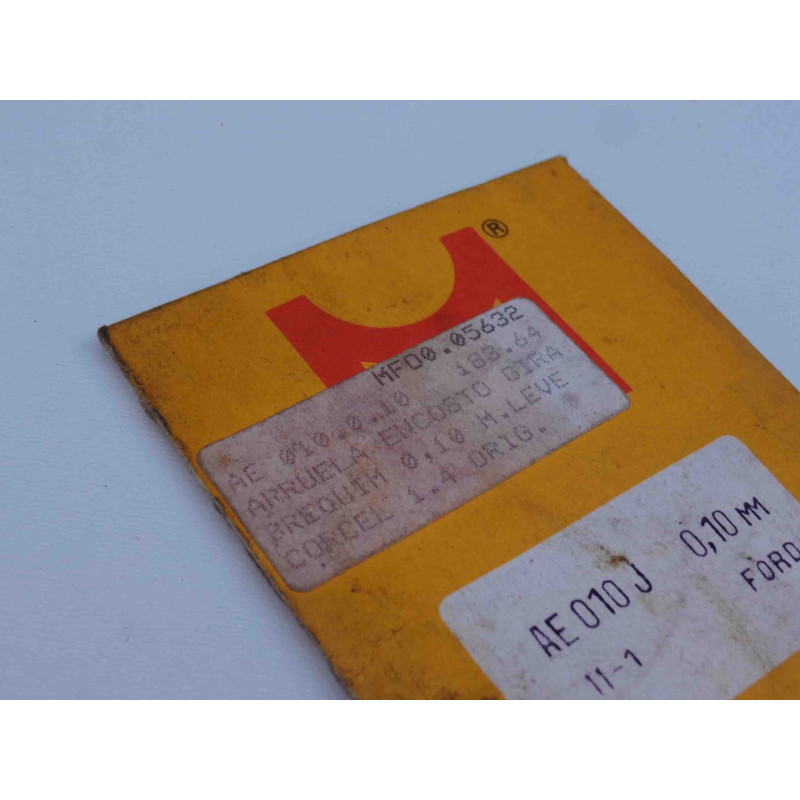 ®
MFD0.05632
AE 010.0.10 183.64
ARRUELA ENCOSTO GIRA
BREQUIM 0,10 M.LEVE
CORCEL 1.4 ORIG.
AE 010 J 0,10 MM
11-1 FORD